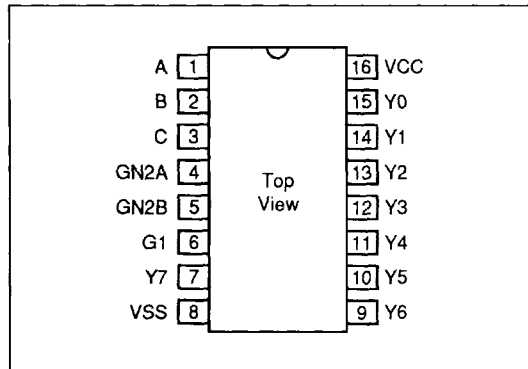 A 1 16 VCC
B 2 15 Y0
C 3 14 Y1
GN2A 4 13 Y2
Top
View
GN2B 5 12 Y3
G1 6 11 Y4
Y7 7 10 Y5
VSS 8 9 Y6